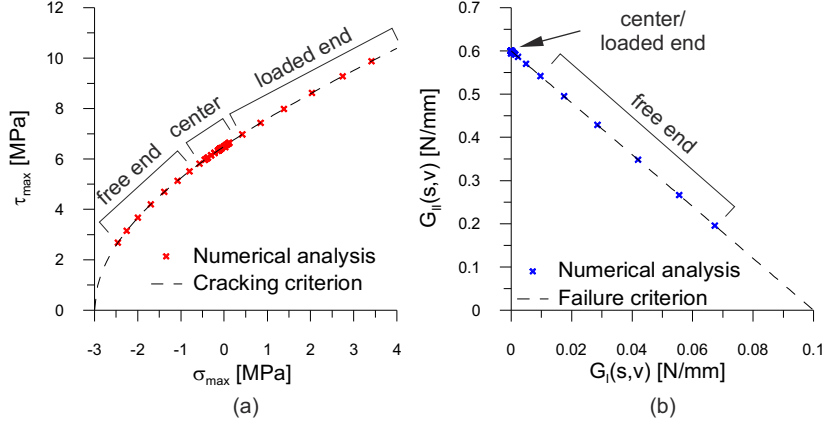 12
10
8
6
4
2
0
τmax [MPa]
free end
center
loaded end
Numerical analysis
Cracking criterion
-3 -2 -1 0 1 2 3 4
σmax [MPa]
(a)
0.7
0.6
0.5
0.4
0.3
0.2
0.1
0
GII(s,v) [N/mm]
center/
loaded end
free end
Numerical analysis
Failure criterion
0 0.02 0.04 0.06 0.08 0.1
GI(s,v) [N/mm]
(b)